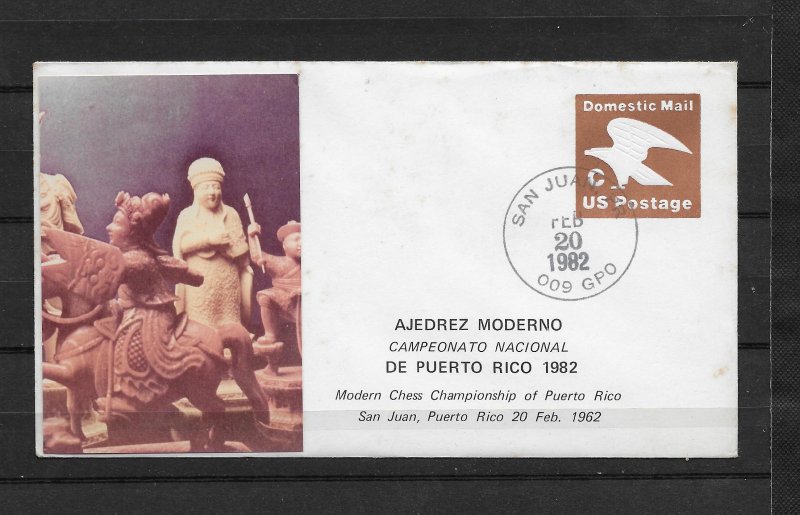 Domestic Mail
C
US Postage
SAN JUAN, PR
FEB
20
1982
009 GPO
AJEDREZ MODERNO
CAMPEONATO NACIONAL
DE PUERTO RICO 1982
Modern Chess Championship of Puerto Rico
San Juan, Puerto Rico 20 Feb. 1962